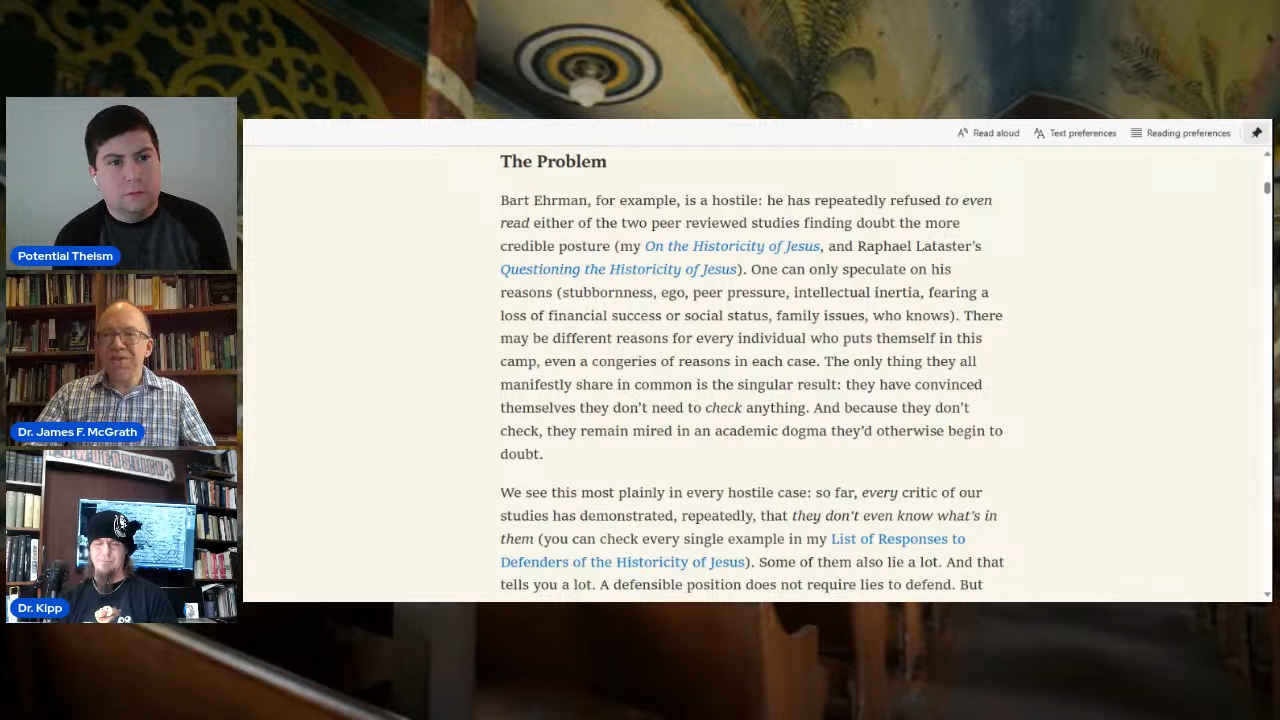 Read aloud
Text preferences
Reading preferences
The Problem
Bart Ehrman, for example, is a hostile: he has repeatedly refused to even
read either of the two peer reviewed studies finding doubt the more
credible posture (my On the Historicity of Jesus, and Raphael Lataster’s
Questioning the Historicity of Jesus). One can only speculate on his
reasons (stubbornness, ego, peer pressure, intellectual inertia, fearing a
loss of financial success or social status, family issues, who knows). There
may be different reasons for every individual who puts themself in this
camp, even a congeries of reasons in each case. The only thing they all
manifestly share in common is the singular result: they have convinced
themselves they don’t need to check anything. And because they don’t
check, they remain mired in an academic dogma they’d otherwise begin to
doubt.
We see this most plainly in every hostile case: so far, every critic of our
studies has demonstrated, repeatedly, that they don’t even know what’s in
them (you can check every single example in my List of Responses to
Defenders of the Historicity of Jesus). Some of them also lie a lot. And that
tells you a lot. A defensible position does not require lies to defend. But
Potential Theism
Dr. James F. McGrath
Dr. Kipp